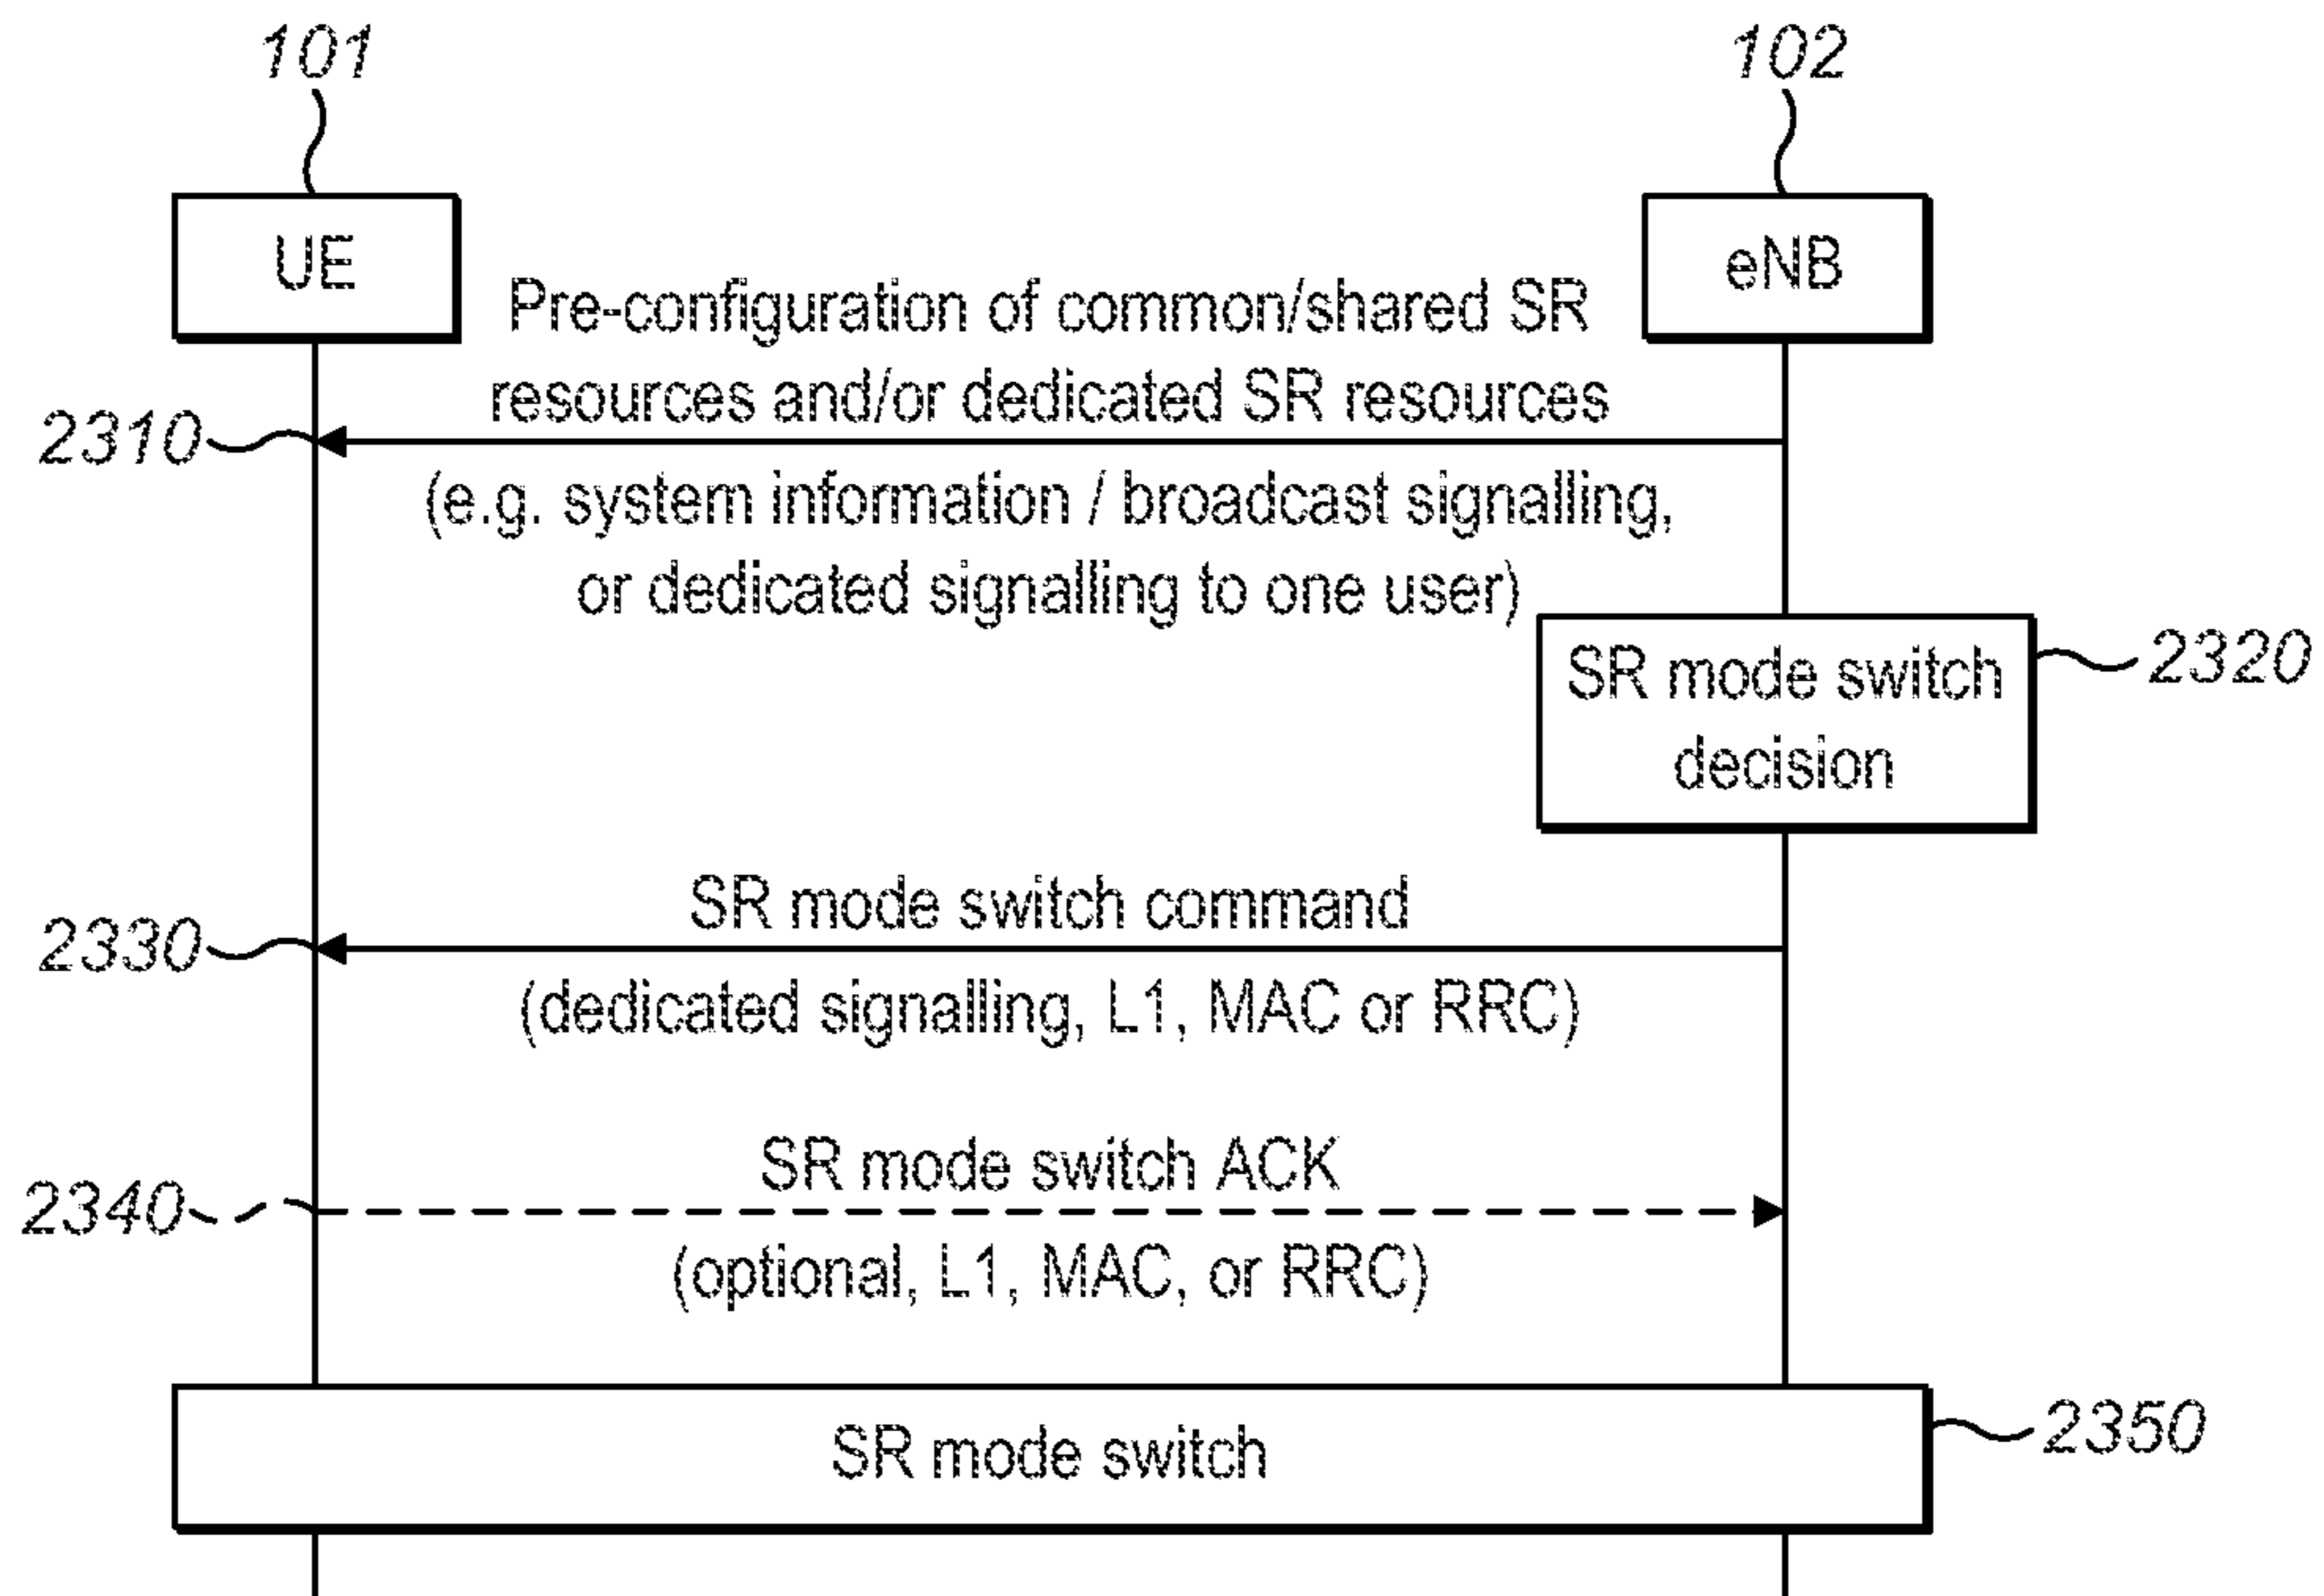 101
102
UE
eNB
Pre-configuration of common/shared SR
resources and/or dedicated SR resources
2310
(e.g. system information / broadcast signalling,
or dedicated signalling to one user)
SR mode switch
decision
2320
SR mode switch command
2330
(dedicated signalling, L1, MAC or RRC)
SR mode switch ACK
2340
(optional, L1, MAC, or RRC)
SR mode switch
2350